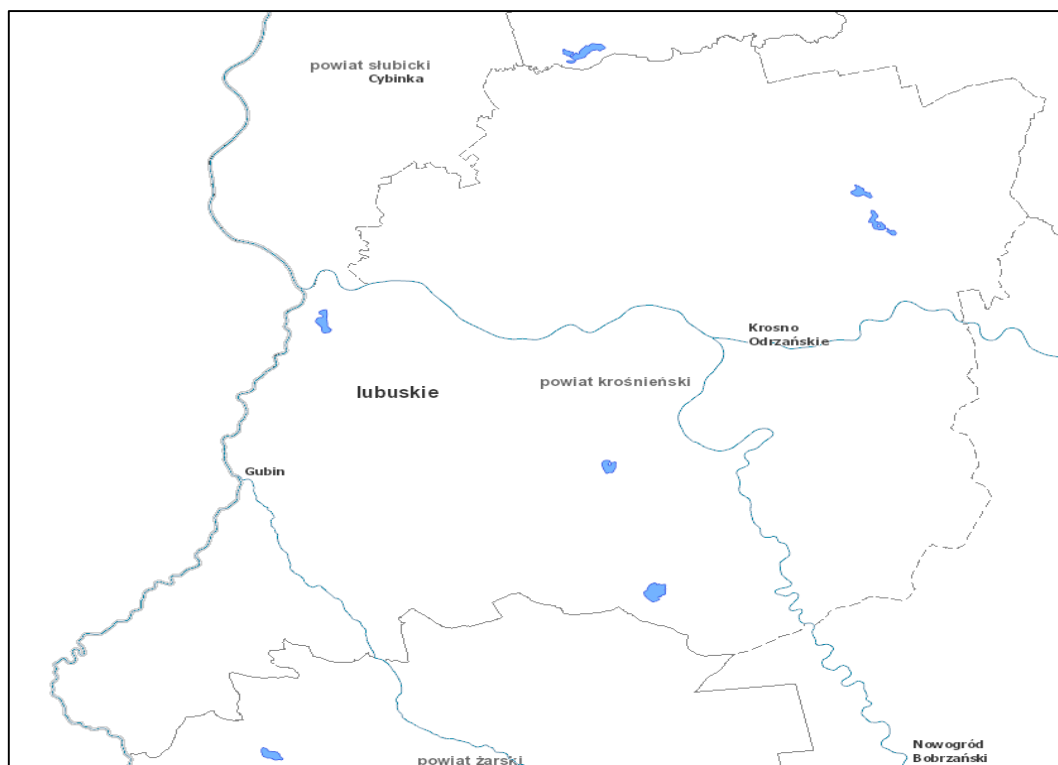 powiat słubicki
Cybinka
Krosno
Odrzańskie
powiat krośnieński
lubuskie
Gubin
Nowogród
Bobrzański
powiat żarski